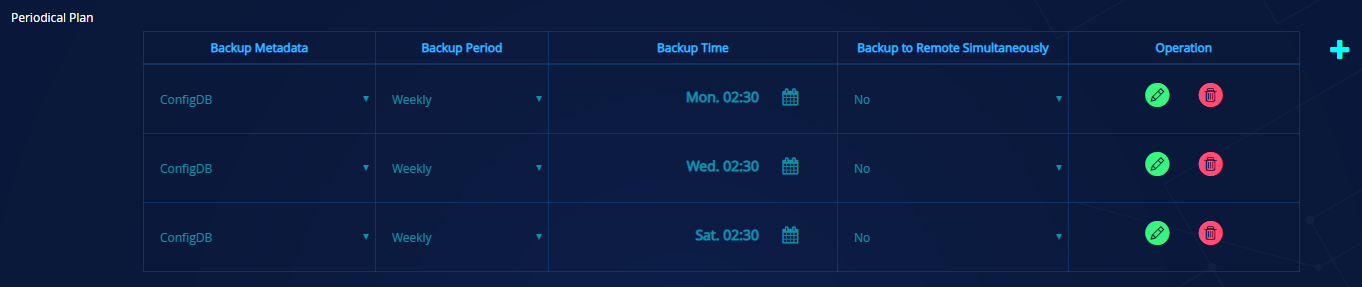 Periodical Plan
Backup Metadata Backup Period Backup Time Backup to Remote Simultaneously Operation
ConfigDB Weekly Mon. 02:30 No
ConfigDB Weekly Wed. 02:30 No
ConfigDB Weekly Sat. 02:30 No